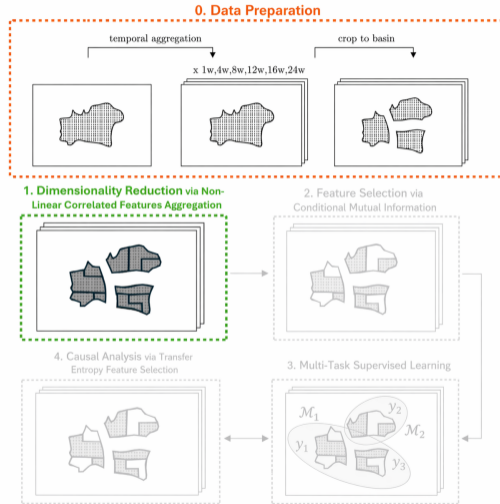 0. Data Preparation
temporal aggregation
crop to basin
x 1w,4w,8w,12w,16w,24w
1. Dimensionality Reduction via Non-
Linear Correlated Features Aggregation
2. Feature Selection via
Conditional Mutual Information
4. Causal Analysis via Transfer
Entropy Feature Selection
3. Multi-Task Supervised Learning
ℳ₁
y₂
ℳ₂
y₁
y₃